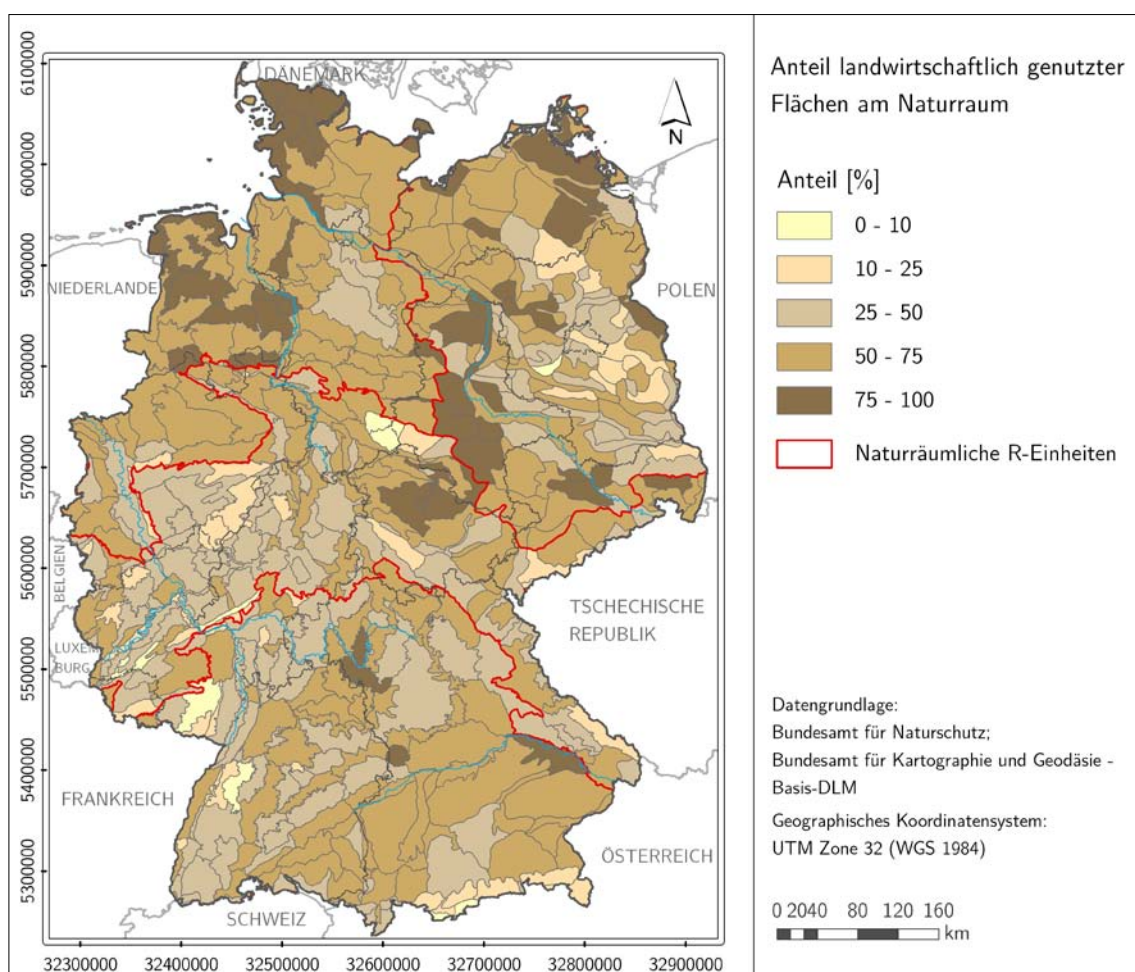 DÄNEMARK
N
NIEDERLANDE
POLEN
BELGIEN
LUXEM
BURG
TSCHECHISCHE
REPUBLIK
FRANKREICH
ÖSTERREICH
SCHWEIZ
6100000
6000000
5900000
5800000
5700000
5600000
5500000
5400000
5300000
32300000 32400000 32500000 32600000 32700000 32800000 32900000
Anteil landwirtschaftlich genutzter
Flächen am Naturraum
Anteil [%]
0 - 10
10 - 25
25 - 50
50 - 75
75 - 100
Naturräumliche R-Einheiten
Datengrundlage:
Bundesamt für Naturschutz;
Bundesamt für Kartographie und Geodäsie -
Basis-DLM
Geographisches Koordinatensystem:
UTM Zone 32 (WGS 1984)
0 2040 80 120 160
km